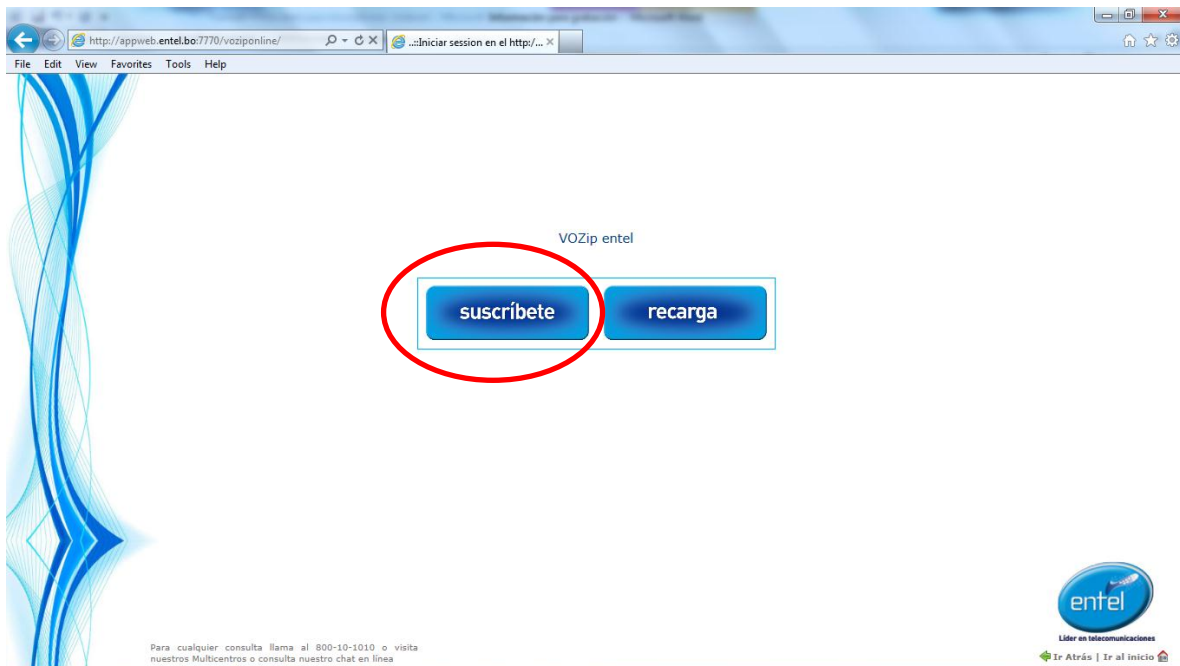 http://appweb.entel.bo:7770/voziponline/
..::Iniciar session en el http:/...
File Edit View Favorites Tools Help
VOZip entel
suscríbete
recarga
entel
Líder en telecomunicaciones
Para cualquier consulta llama al 800-10-1010 o visita
nuestros Multicentros o consulta nuestro chat en línea
Ir Atrás | Ir al inicio